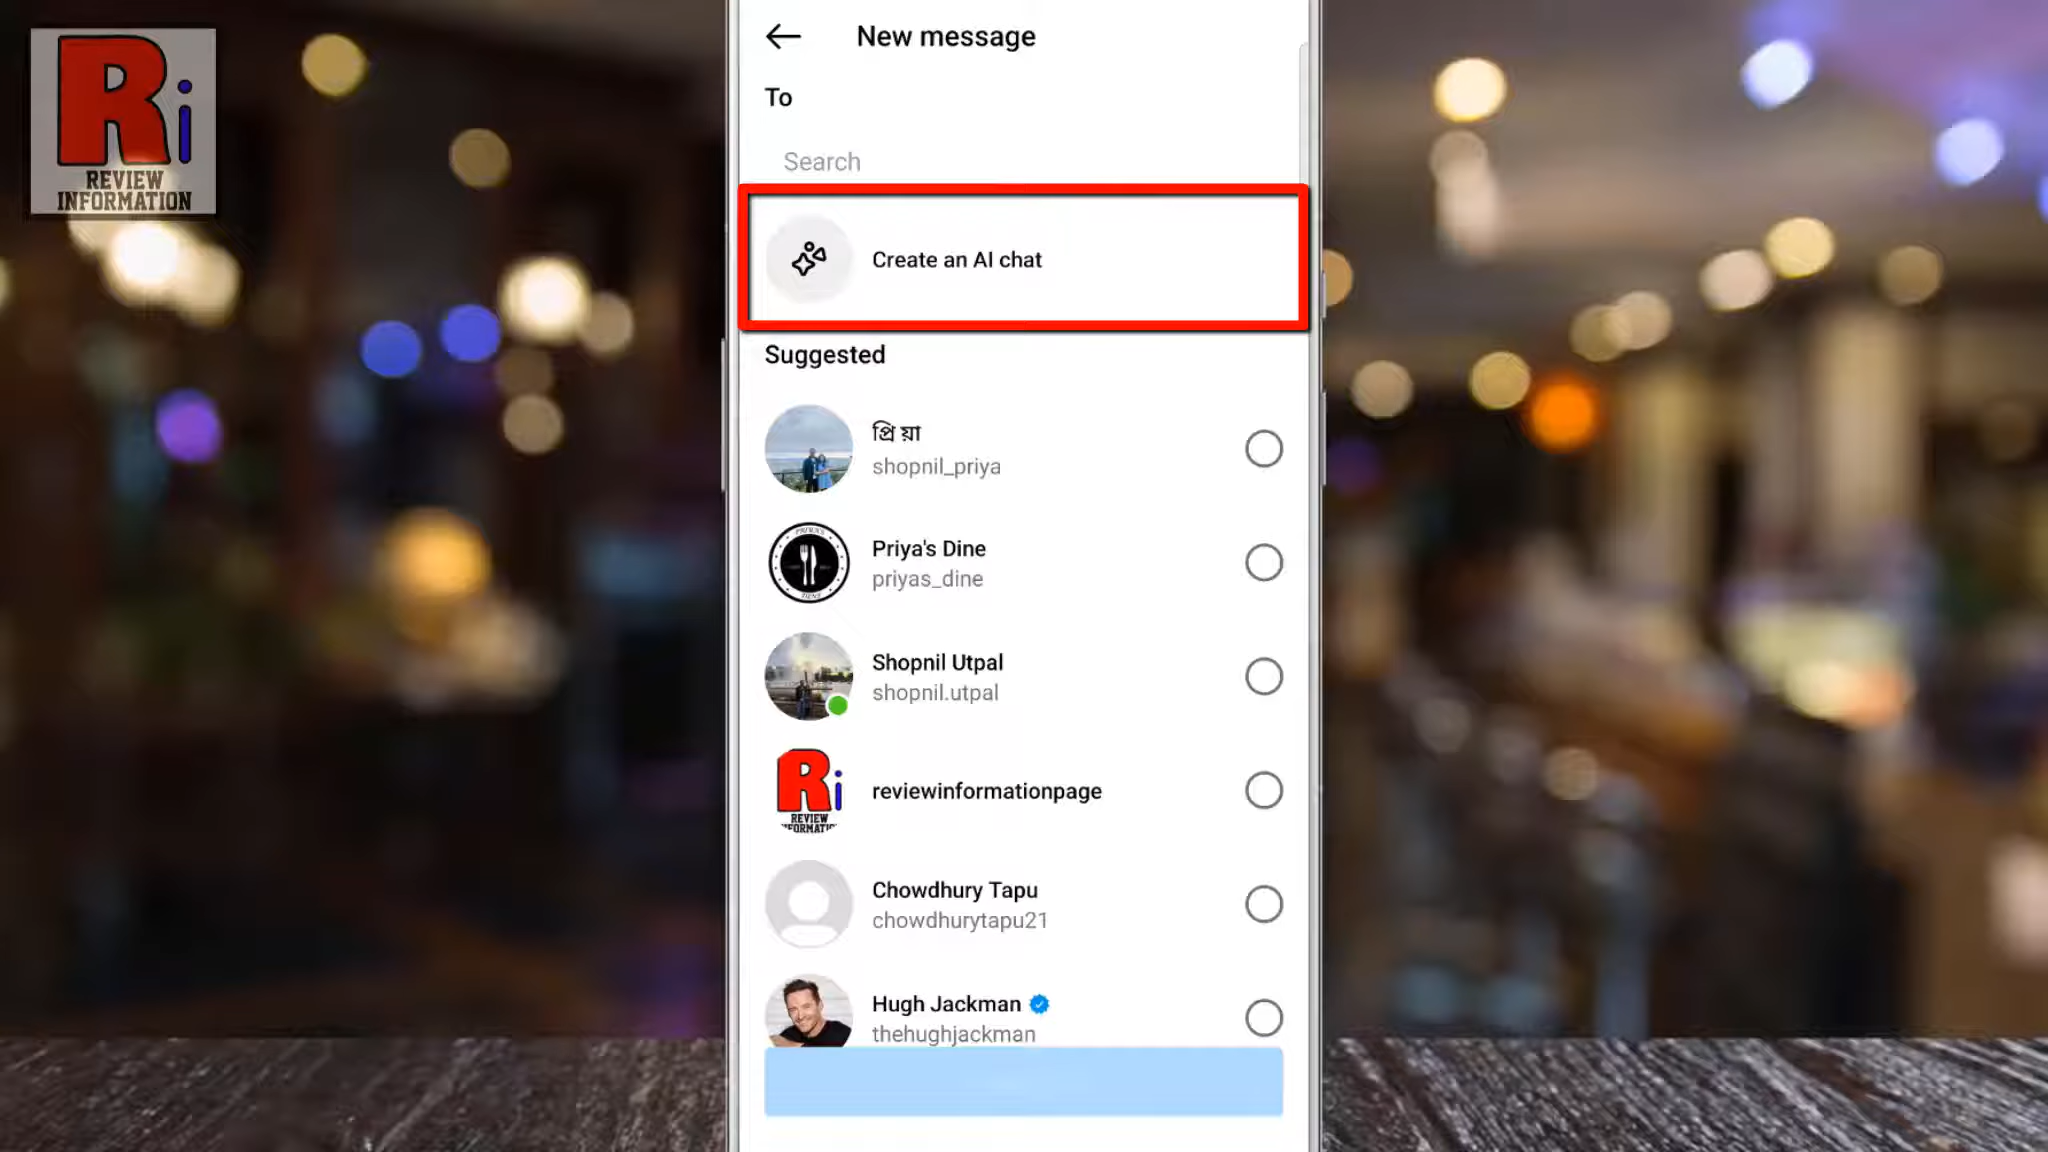 Ri
REVIEW
INFORMATION
New message
To
Search
Create an AI chat
Suggested
প্রি য়া
shopnil_priya
Priya's Dine
priyas_dine
Shopnil Utpal
shopnil.utpal
Ri
REVIEW
reviewinformationpage
Chowdhury Tapu
chowdhurytapu21
Hugh Jackman
thehughjackman